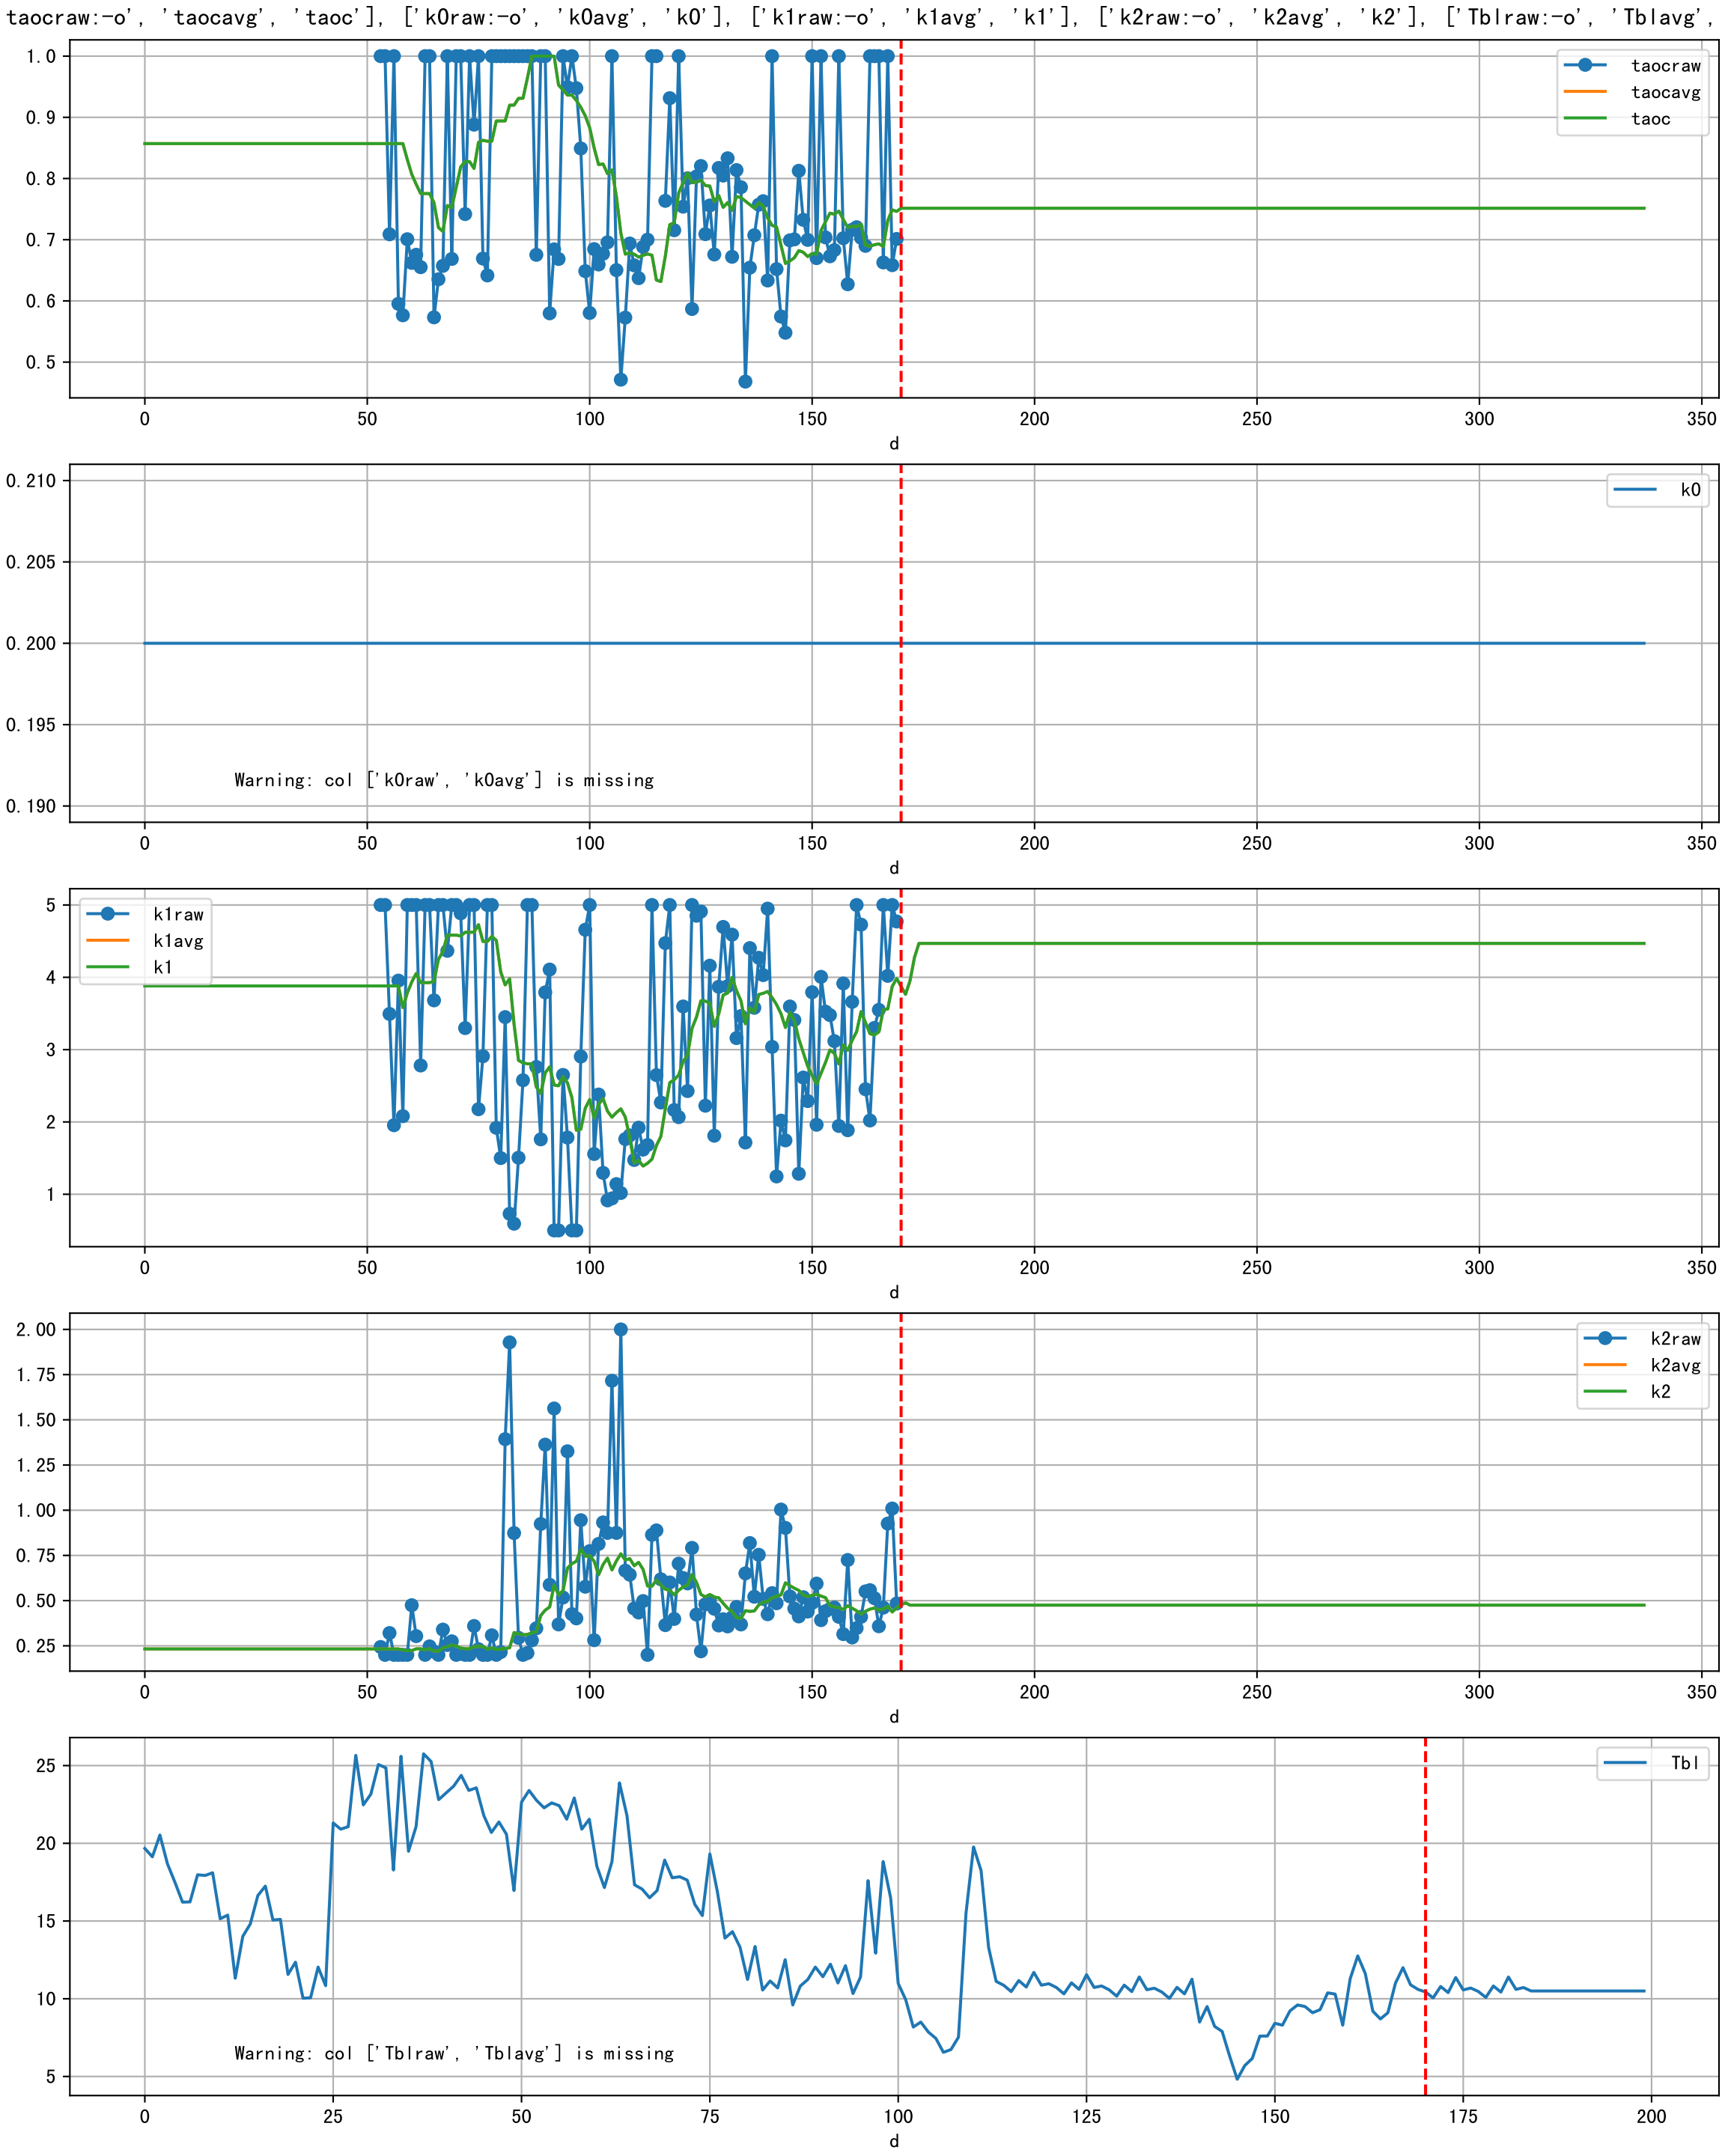 taocraw:-o', 'taocavg', 'taoc'], ['k0raw:-o', 'k0avg', 'k0'], ['k1raw:-o', 'k1avg', 'k1'], ['k2raw:-o', 'k2avg', 'k2'], ['Tblraw:-o', 'Tblavg',
1.0
0.9
0.8
0.7
0.6
0.5
taocraw
taocavg
taoc
0 50 100 150 200 250 300 350
d
0.210
0.205
0.200
0.195
0.190
k0
Warning: col ['k0raw', 'k0avg'] is missing
0 50 100 150 200 250 300 350
d
5
4
3
2
1
k1raw
k1avg
k1
0 50 100 150 200 250 300 350
d
2.00
1.75
1.50
1.25
1.00
0.75
0.50
0.25
k2raw
k2avg
k2
0 50 100 150 200 250 300 350
d
25
20
15
10
5
Tbl
Warning: col ['Tblraw', 'Tblavg'] is missing
0 25 50 75 100 125 150 175 200
d